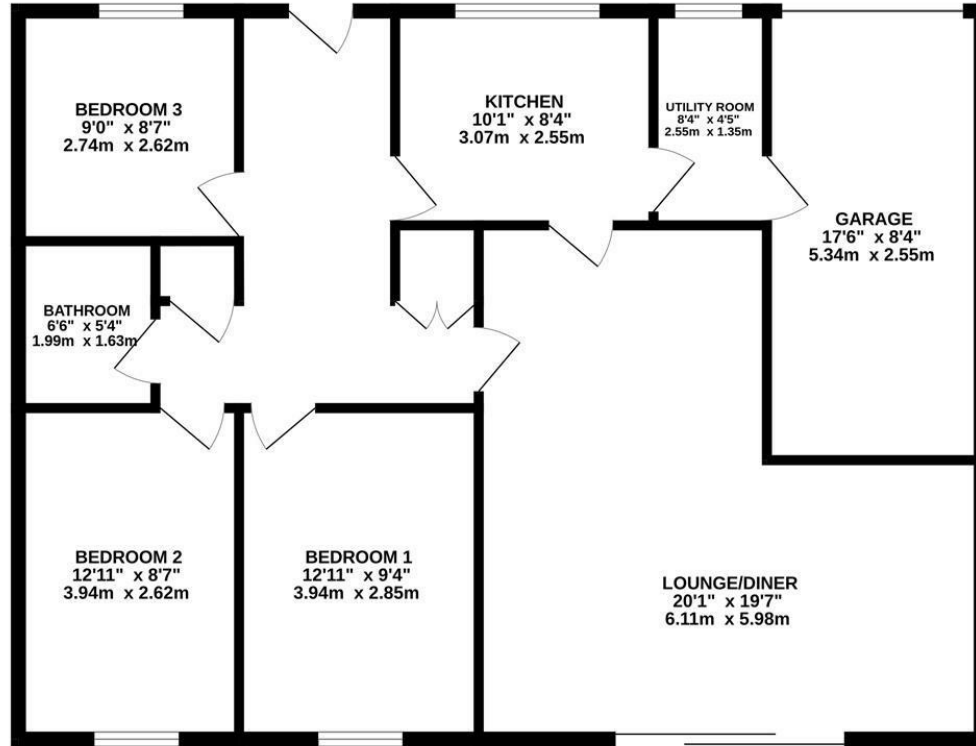 BEDROOM 3
9'0" x 8'7"
2.74m x 2.62m
KITCHEN
10'1" x 8'4"
3.07m x 2.55m
UTILITY ROOM
8'4" x 4'5"
2.55m x 1.35m
GARAGE
17'6" x 8'4"
5.34m x 2.55m
BATHROOM
6'6" x 5'4"
1.99m x 1.63m
BEDROOM 2
12'11" x 8'7"
3.94m x 2.62m
BEDROOM 1
12'11" x 9'4"
3.94m x 2.85m
LOUNGE/DINER
20'1" x 19'7"
6.11m x 5.98m